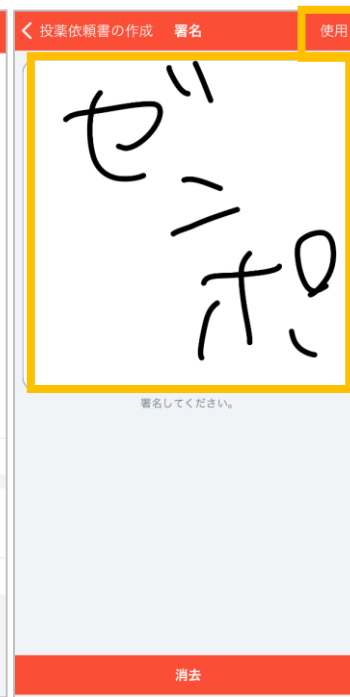 投薬依頼書の作成 署名 使用
ゼンポ
署名してください。
消去